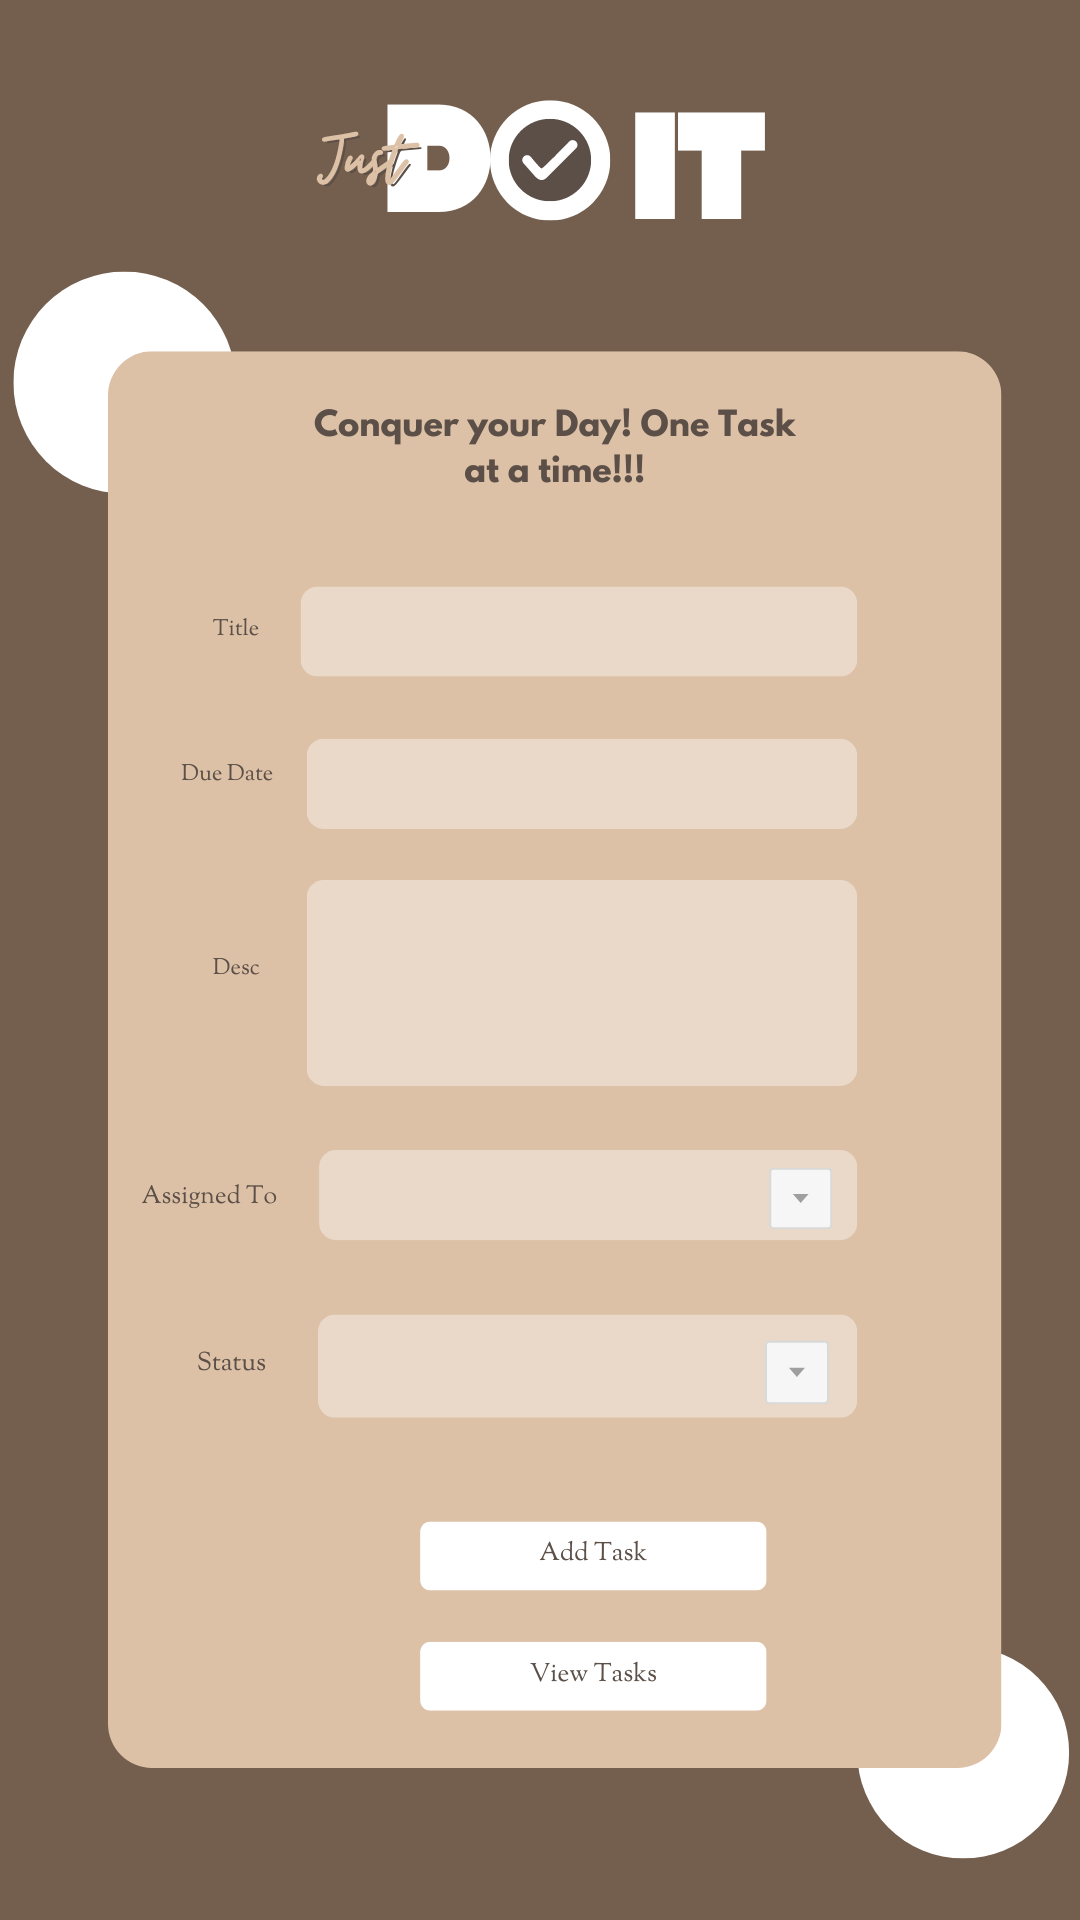 Just DO IT
Conquer your Day! One Task
at a time!!!
Title
Due Date
Desc
Assigned To
Status
Add Task
View Tasks